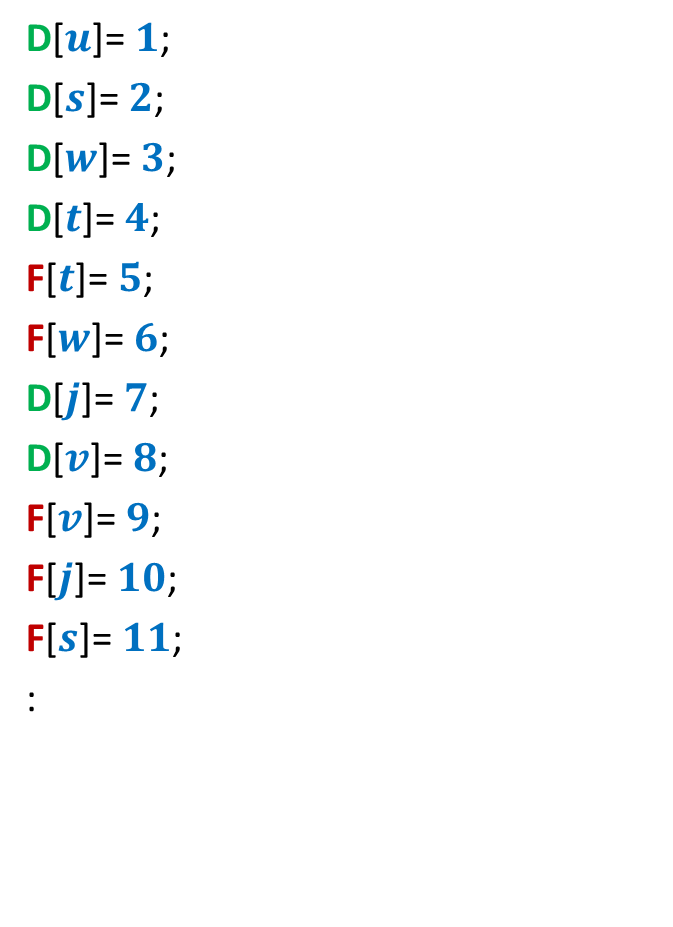 D[u]= 1;
D[s]= 2;
D[w]= 3;
D[t]= 4;
F[t]= 5;
F[w]= 6;
D[j]= 7;
D[v]= 8;
F[v]= 9;
F[j]= 10;
F[s]= 11;
: